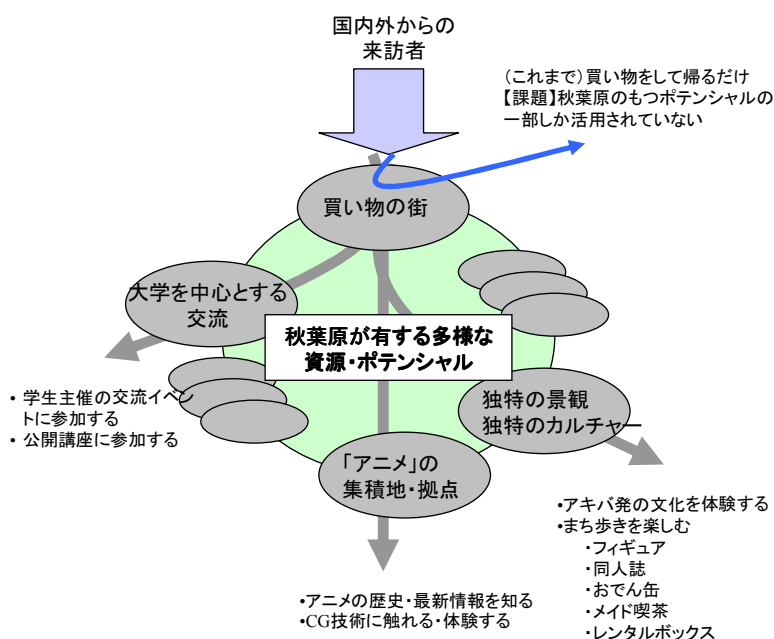 国内外からの
来訪者
(これまで)買い物をして帰るだけ
【課題】秋葉原のもつポテンシャルの
一部しか活用されていない
買い物の街
大学を中心とする
交流
秋葉原が有する多様な
資源・ポテンシャル
・学生主催の交流イベン
トに参加する
・公開講座に参加する
独特の景観
独特のカルチャー
「アニメ」の
集積地・拠点
•アニメの歴史・最新情報を知る
•CG技術に触れる・体験する
•アキバ発の文化を体験する
•まち歩きを楽しむ
・フィギュア
・同人誌
・おでん缶
・メイド喫茶
・レンタルボックス